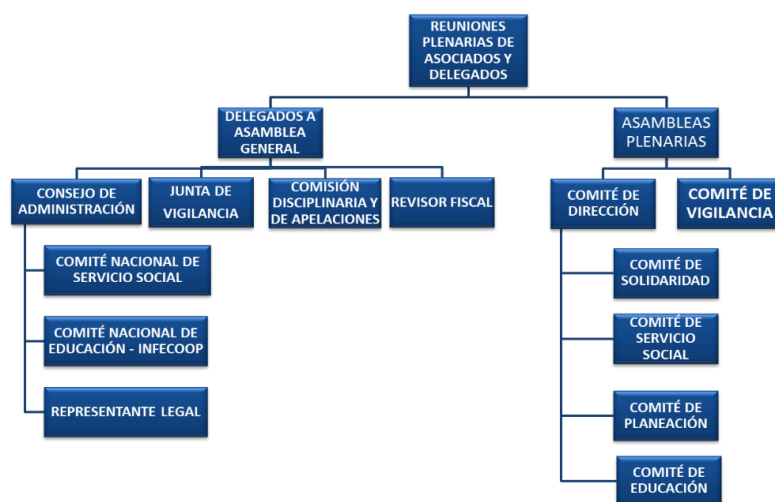 REUNIONES
PLENARIAS DE
ASOCIADOS Y
DELEGADOS
DELEGADOS A
ASAMBLEA
GENERAL
ASAMBLEAS
PLENARIAS
CONSEJO DE
ADMINISTRACIÓN
JUNTA DE
VIGILANCIA
COMISIÓN
DISCIPLINARIA Y
DE APELACIONES
REVISOR FISCAL
COMITÉ DE
DIRECCIÓN
COMITÉ DE
VIGILANCIA
COMITÉ NACIONAL DE
SERVICIO SOCIAL
COMITÉ NACIONAL DE
EDUCACIÓN - INFECOOP
REPRESENTANTE LEGAL
COMITÉ DE
SOLIDARIDAD
COMITÉ DE
SERVICIO
SOCIAL
COMITÉ DE
PLANEACIÓN
COMITÉ DE
EDUCACIÓN